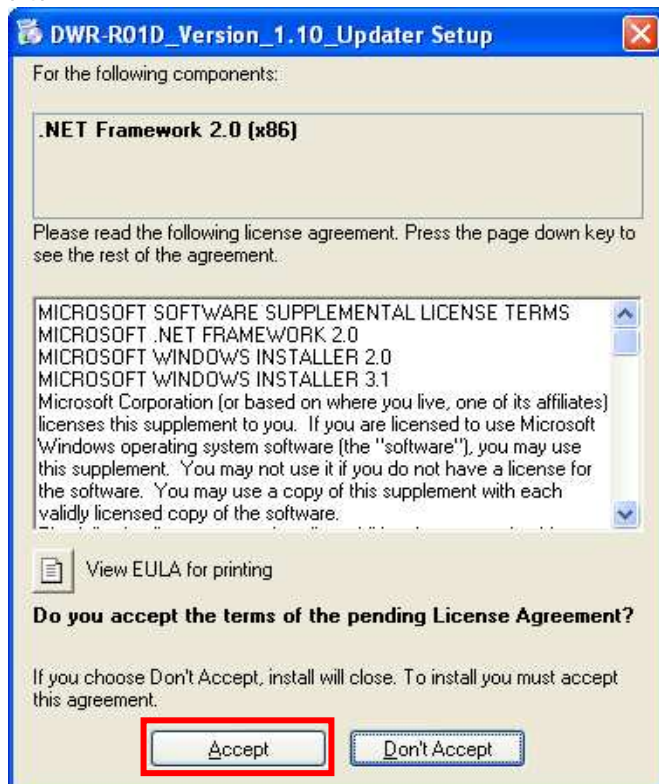 DWR-R01D_Version_1.10_Updater Setup
For the following components:
.NET Framework 2.0 (x86)
Please read the following license agreement. Press the page down key to
see the rest of the agreement.
MICROSOFT SOFTWARE SUPPLEMENTAL LICENSE TERMS
MICROSOFT .NET FRAMEWORK 2.0
MICROSOFT WINDOWS INSTALLER 2.0
MICROSOFT WINDOWS INSTALLER 3.1
Microsoft Corporation (or based on where you live, one of its affiliates)
licenses this supplement to you.  If you are licensed to use Microsoft
Windows operating system software (the "software"), you may use
this supplement.  You may not use it if you do not have a license for
the software.  You may use a copy of this supplement with each
validly licensed copy of the software.
View EULA for printing
Do you accept the terms of the pending License Agreement?
If you choose Don't Accept, install will close. To install you must accept
this agreement.
Accept
Don't Accept